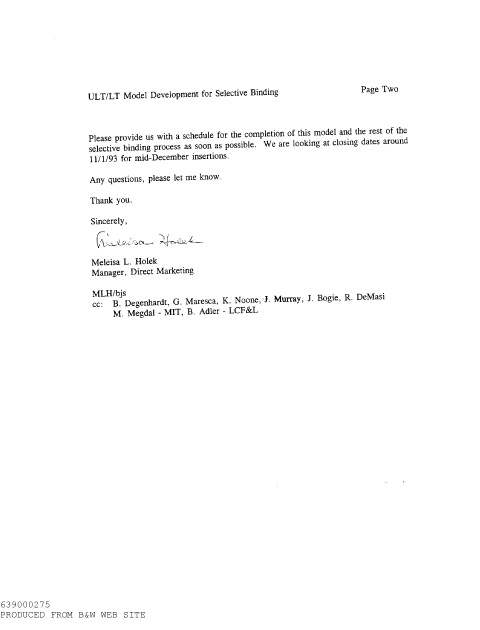 ULT/LT Model Development for Selective Binding Page Two
Please provide us with a schedule for the completion of this model and the rest of the
selective binding process as soon as possible. We are looking at closing dates around
11/1/93 for mid-December insertions.
Any questions, please let me know.
Thank you.
Sincerely,
Meleisa Holek
Meleisa L. Holek
Manager, Direct Marketing
MLH/bjs
cc: B. Degenhardt, G. Maresca, K. Noone, J. Murray, J. Bogie, R. DeMasi
M. Megdal - MIT, B. Adler - LCF&L
639000275
PRODUCED FROM B&W WEB SITE